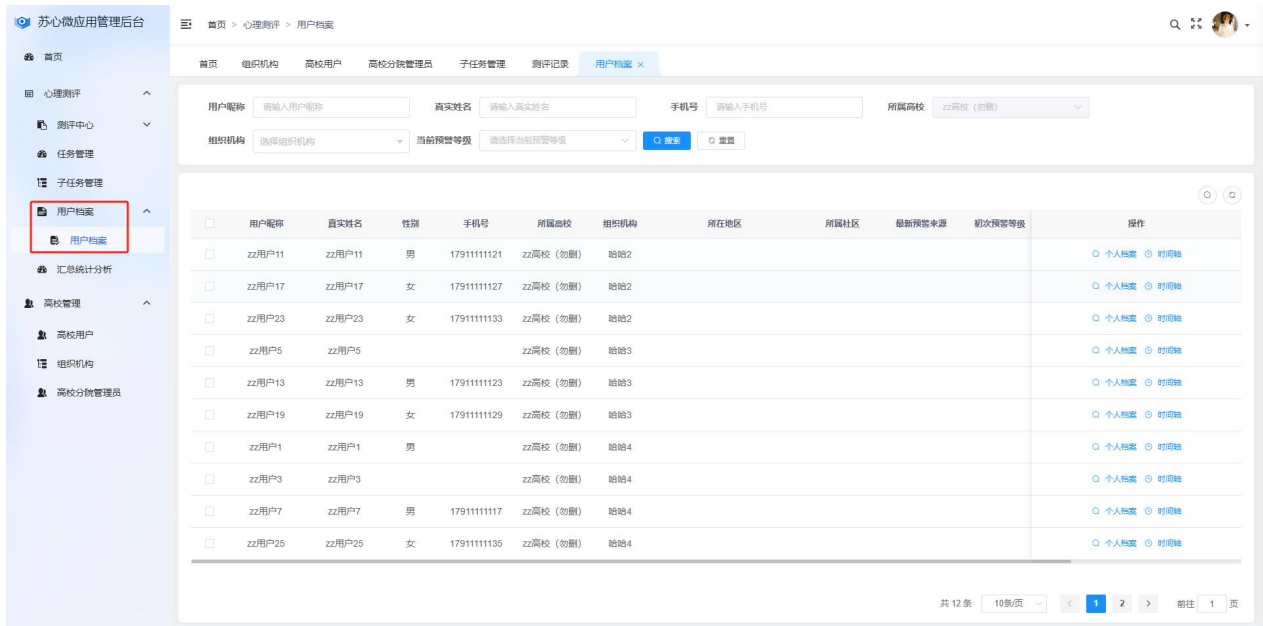 苏心微应用管理后台
首页 > 心理测评 > 用户档案
首页
心理测评
测评中心
任务管理
子任务管理
用户档案
用户档案
汇总统计分析
高校管理
高校用户
组织机构
高校分院管理员
首页 组织机构 高校用户 高校分院管理员 子任务管理 测评记录 用户档案 ×
用户昵称 请输入用户昵称 真实姓名 请输入真实姓名 手机号 请输入手机号 所属高校 zz高校（勿删）
组织机构 选择组织机构 当前预警等级 请选择当前预警等级 搜索 重置
用户昵称 真实姓名 性别 手机号 所属高校 组织机构 所在地区 所属社区 最新预警来源 初次预警等级 操作
zz用户11 zz用户11 男 17911111121 zz高校（勿删） 哈哈2 个人档案 时间轴
zz用户17 zz用户17 女 17911111127 zz高校（勿删） 哈哈2 个人档案 时间轴
zz用户23 zz用户23 女 17911111133 zz高校（勿删） 哈哈2 个人档案 时间轴
zz用户5 zz用户5 zz高校（勿删） 哈哈3 个人档案 时间轴
zz用户13 zz用户13 男 17911111123 zz高校（勿删） 哈哈3 个人档案 时间轴
zz用户19 zz用户19 女 17911111129 zz高校（勿删） 哈哈3 个人档案 时间轴
zz用户1 zz用户1 男 zz高校（勿删） 哈哈4 个人档案 时间轴
zz用户3 zz用户3 zz高校（勿删） 哈哈4 个人档案 时间轴
zz用户7 zz用户7 男 17911111117 zz高校（勿删） 哈哈4 个人档案 时间轴
zz用户25 zz用户25 女 17911111135 zz高校（勿删） 哈哈4 个人档案 时间轴
共 12 条 10条/页 < 1 2 > 前往 1 页